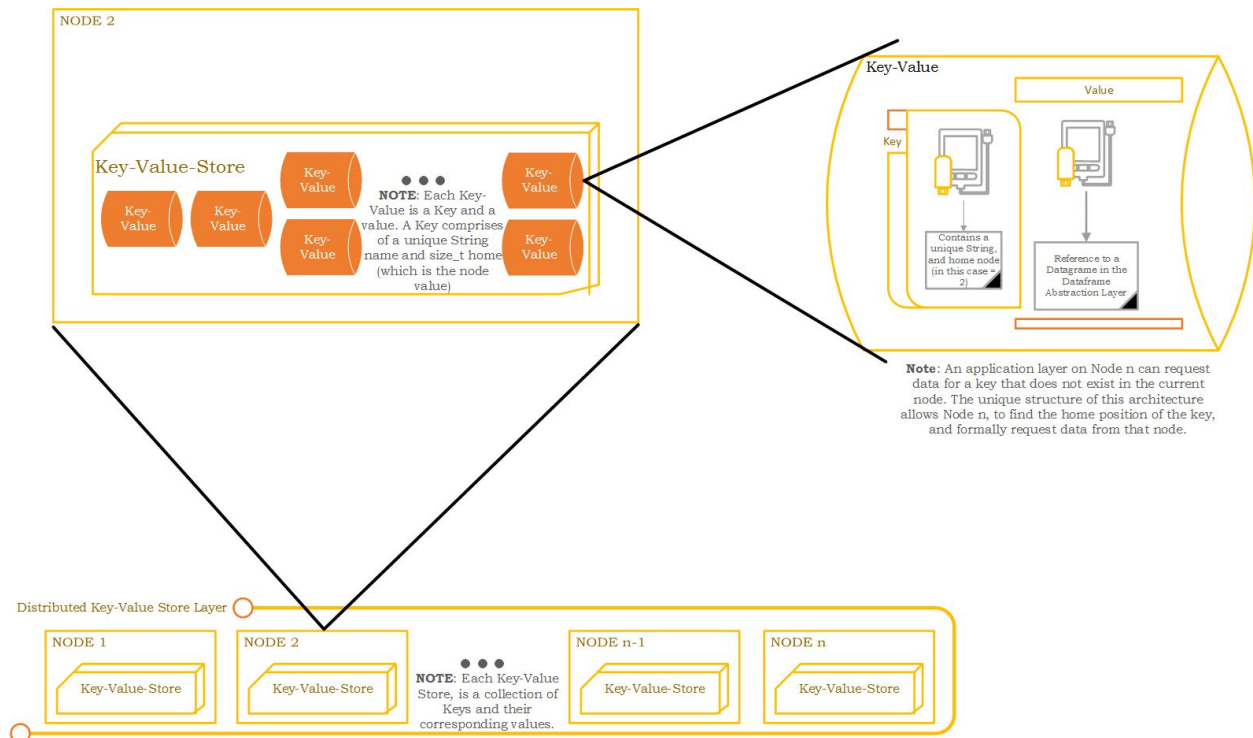 NODE 2
Key-Value-Store
Key-
Value
Key-
Value
Key-
Value
Key-
Value
NOTE: Each Key-
Value is a Key and a
value. A Key comprises
of a unique String
name and size_t home
(which is the node
value)
Key-
Value
Key-
Value
Key-Value
Value
Key
Contains a
unique String,
and home node
(in this case =
2)
Reference to a
Datagrame in the
Dataframe
Abstraction Layer
Note: An application layer on Node n can request
data for a key that does not exist in the current
node. The unique structure of this architecture
allows Node n, to find the home position of the key,
and formally request data from that node.
Distributed Key-Value Store Layer
NODE 1
Key-Value-Store
NODE 2
Key-Value-Store
NOTE: Each Key-Value
Store, is a collection of
Keys and their
corresponding values.
NODE n-1
Key-Value-Store
NODE n
Key-Value-Store